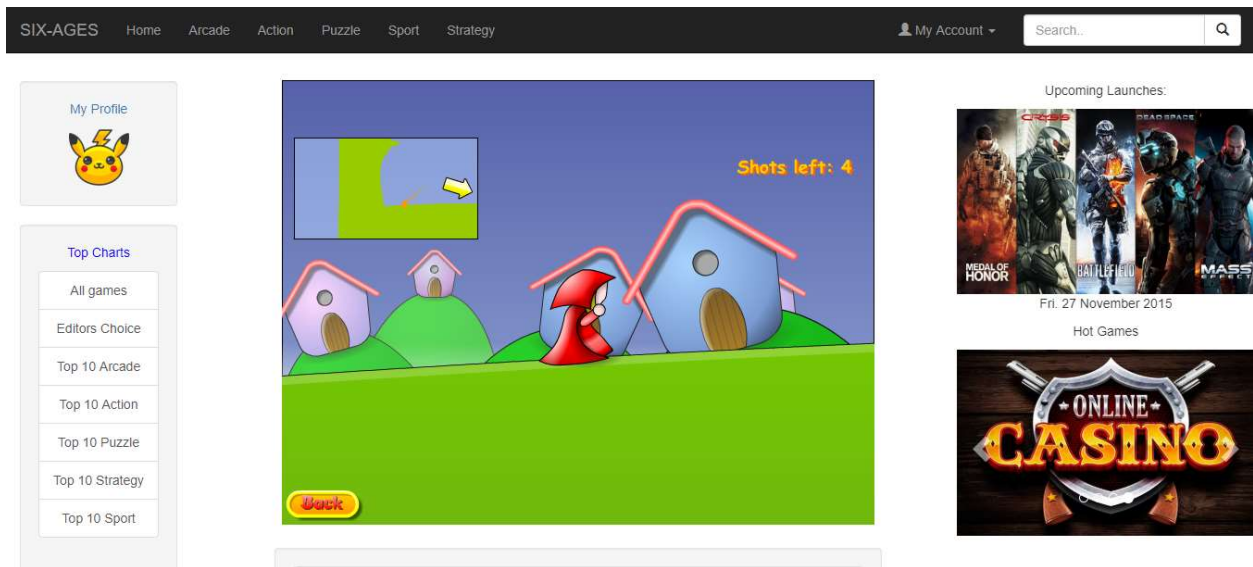 SIX-AGES Home Arcade Action Puzzle Sport Strategy My Account Search..
My Profile
Top Charts
All games
Editors Choice
Top 10 Arcade
Top 10 Action
Top 10 Puzzle
Top 10 Strategy
Top 10 Sport
Shots left: 4
Back
Upcoming Launches:
CRYSIS DEAD SPACE
MEDAL OF
HONOR
BATTLEFIELD
MASS
EFFECT
Fri. 27 November 2015
Hot Games
ONLINE
CASINO